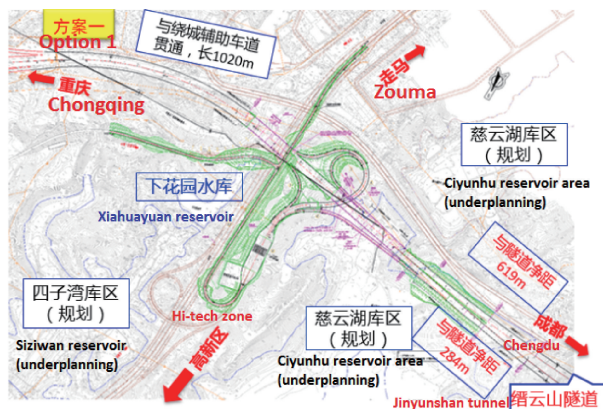 方案一
Option 1
与绕城辅助车道
贯通，长1020m
走马
Zouma
重庆
Chongqing
慈云湖库区
（规划）
Ciyunhu reservoir area
(underplanning)
下花园水库
Xiahuayuan reservoir
与隧道净距
619m
四子湾库区
（规划）
Siziwan reservoir
(underplanning)
Hi-tech zone
高新区
慈云湖库区
（规划）
Ciyunhu reservoir area
(underplanning)
与隧道净距
284m
成都
Chengdu
Jinyunshan tunnel
缙云山隧道